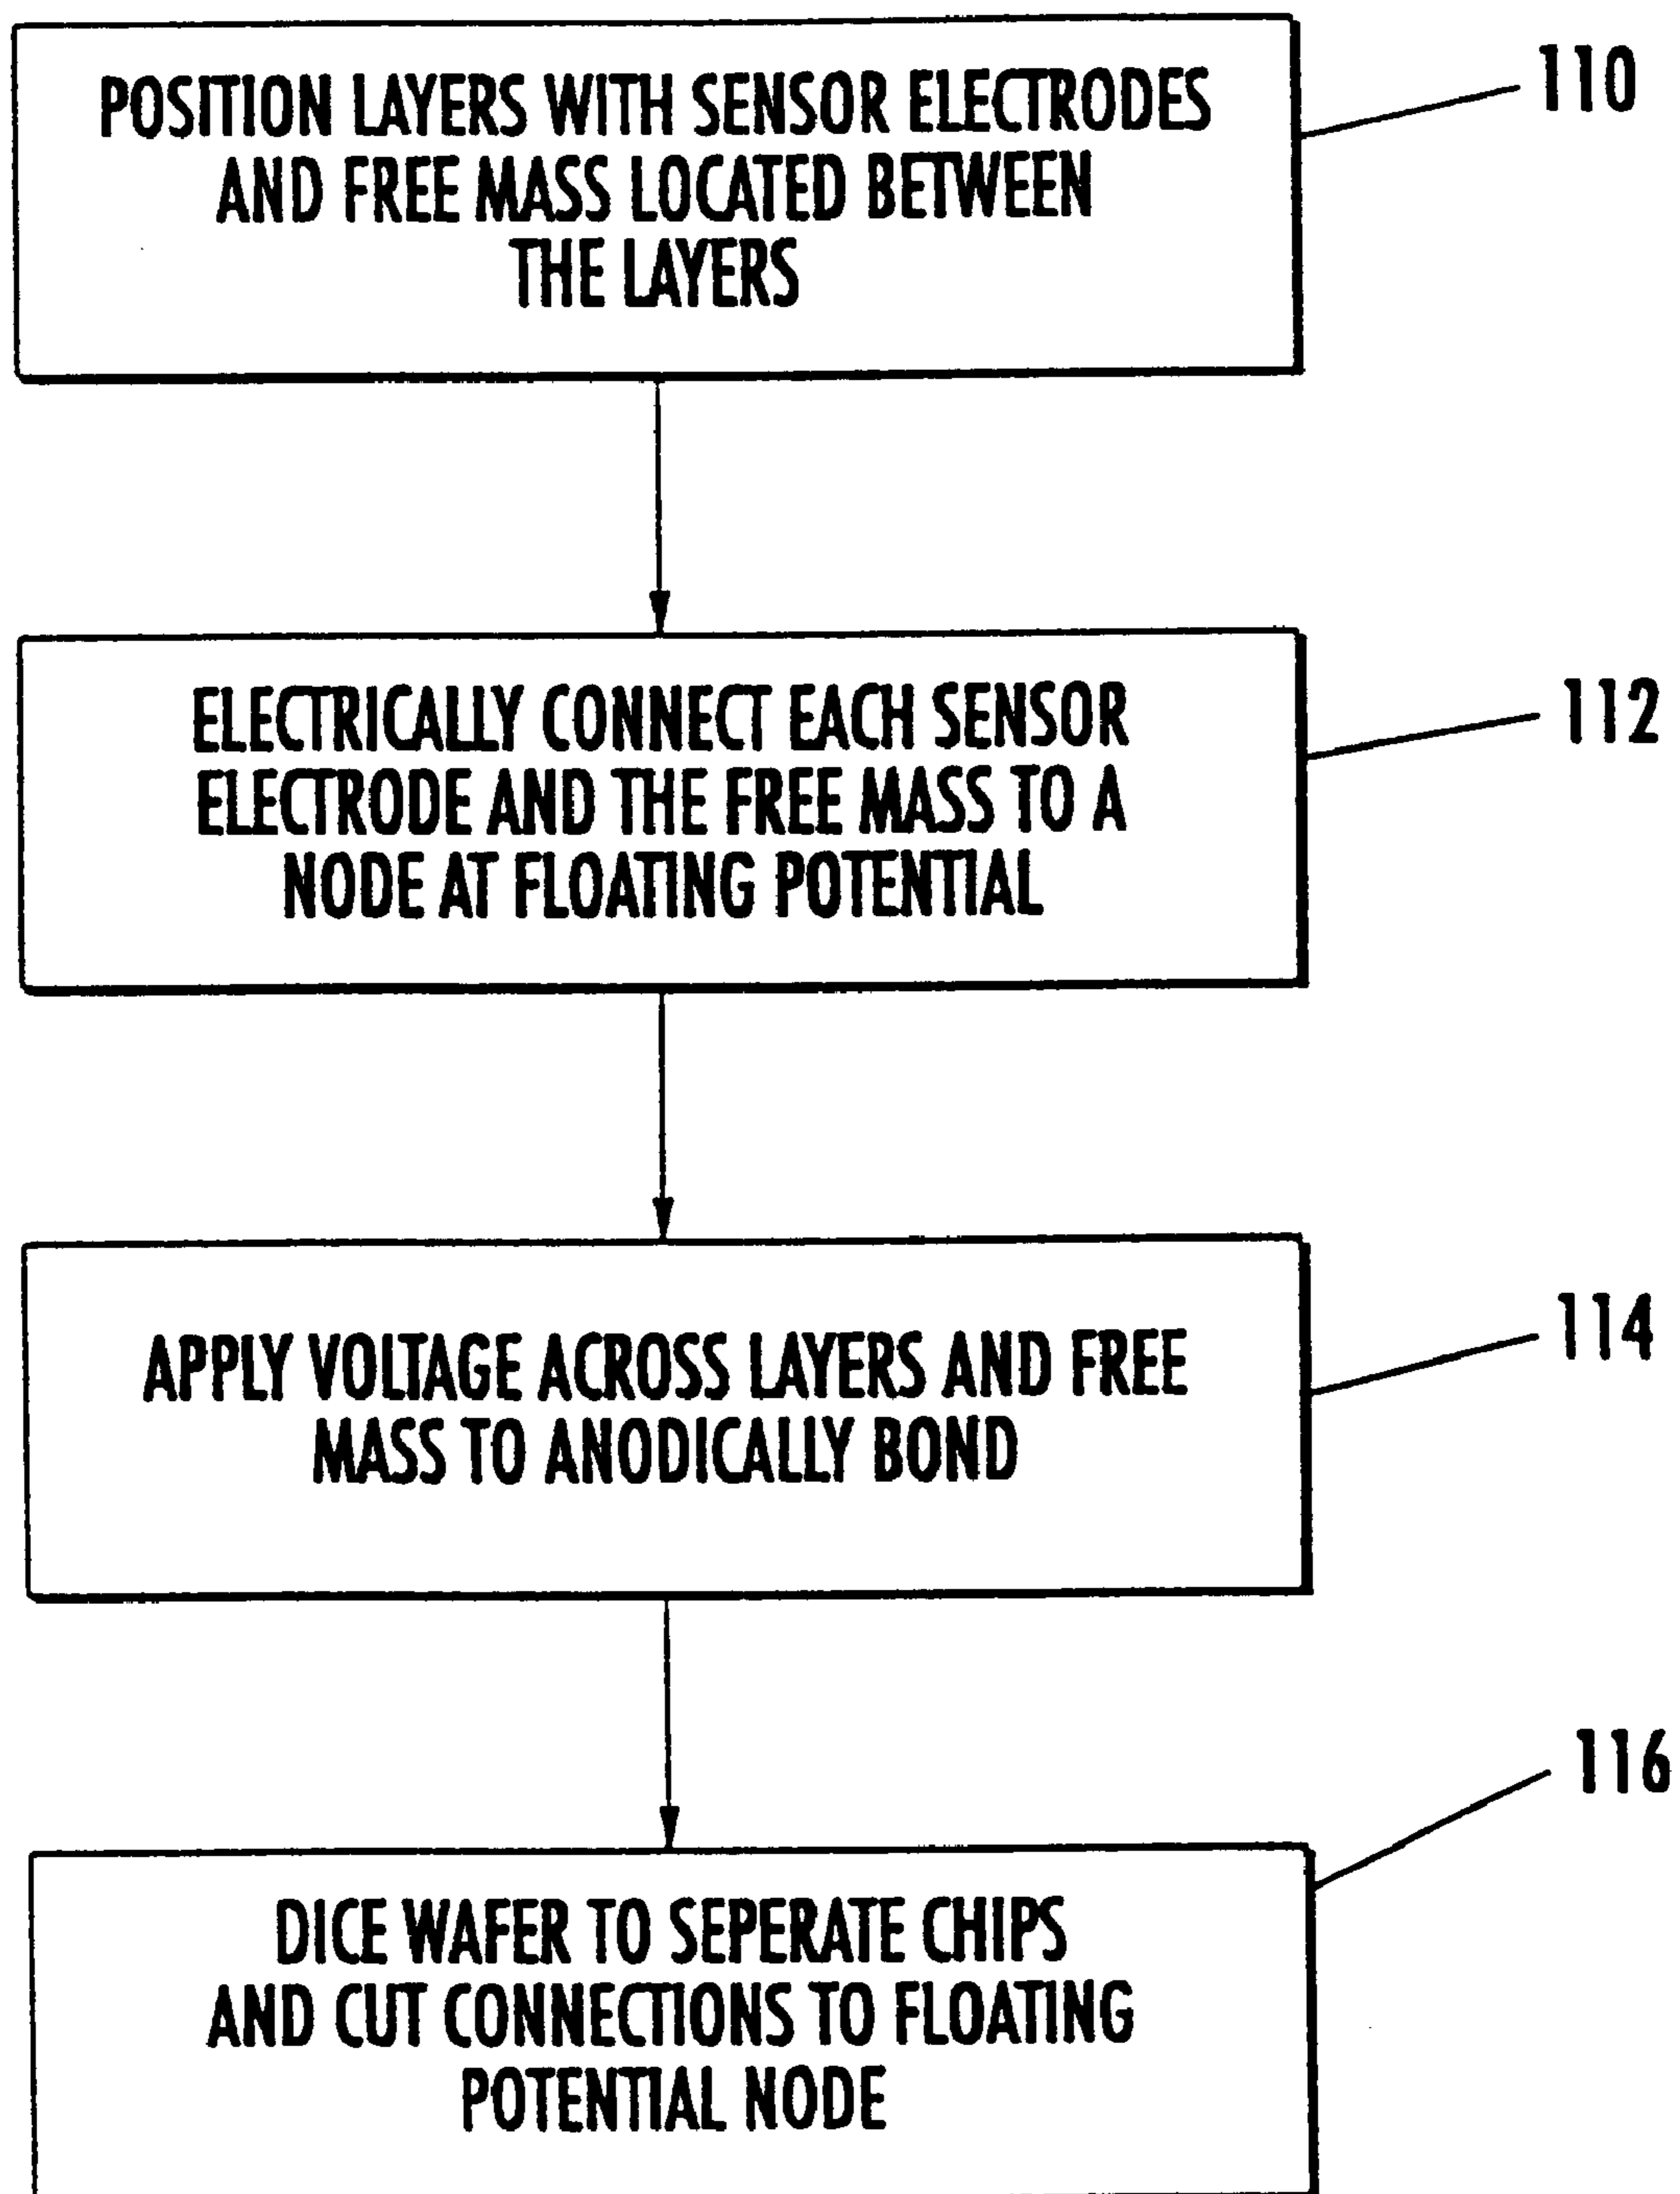 POSITION LAYERS WITH SENSOR ELECTRODES
AND FREE MASS LOCATED BETWEEN
THE LAYERS
110
ELECTRICALLY CONNECT EACH SENSOR
ELECTRODE AND THE FREE MASS TO A
NODE AT FLOATING POTENTIAL
112
APPLY VOLTAGE ACROSS LAYERS AND FREE
MASS TO ANODICALLY BOND
114
DICE WAFER TO SEPERATE CHIPS
AND CUT CONNECTIONS TO FLOATING
POTENTIAL NODE
116